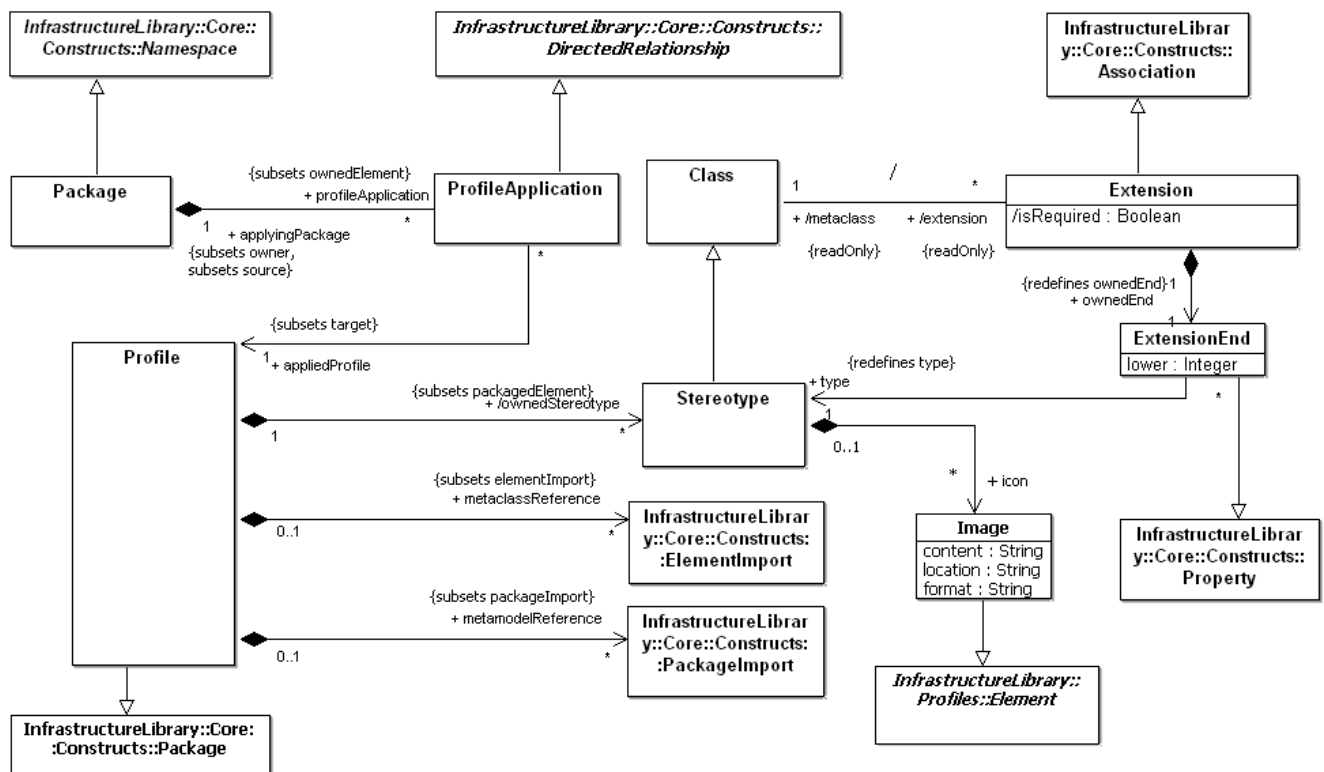 InfrastructureLibrary::Core::
Constructs::Namespace
InfrastructureLibrary::Core::Constructs::
DirectedRelationship
InfrastructureLibrar
y::Core::Constructs::
Association
Package
{subsets ownedElement}
+ profileApplication
*
1
+ applyingPackage
{subsets owner,
subsets source}
ProfileApplication
*
Class
1
/
*
+ /metaclass
+ /extension
{readOnly}
{readOnly}
Extension
/isRequired : Boolean
{redefines ownedEnd}
1
+ ownedEnd
1
ExtensionEnd
lower : Integer
*
{subsets target}
1
+ appliedProfile
Profile
{redefines type}
+ type
1
{subsets packagedElement}
+ /ownedStereotype
1
*
Stereotype
0..1
*
+ icon
{subsets elementImport}
+ metaclassReference
0..1
*
InfrastructureLibrar
y::Core::Constructs:
:ElementImport
Image
content : String
location : String
format : String
InfrastructureLibrar
y::Core::Constructs::
Property
{subsets packageImport}
+ metamodelReference
0..1
*
InfrastructureLibrar
y::Core::Constructs:
:PackageImport
InfrastructureLibrary::
Profiles::Element
InfrastructureLibrary::Core:
:Constructs::Package